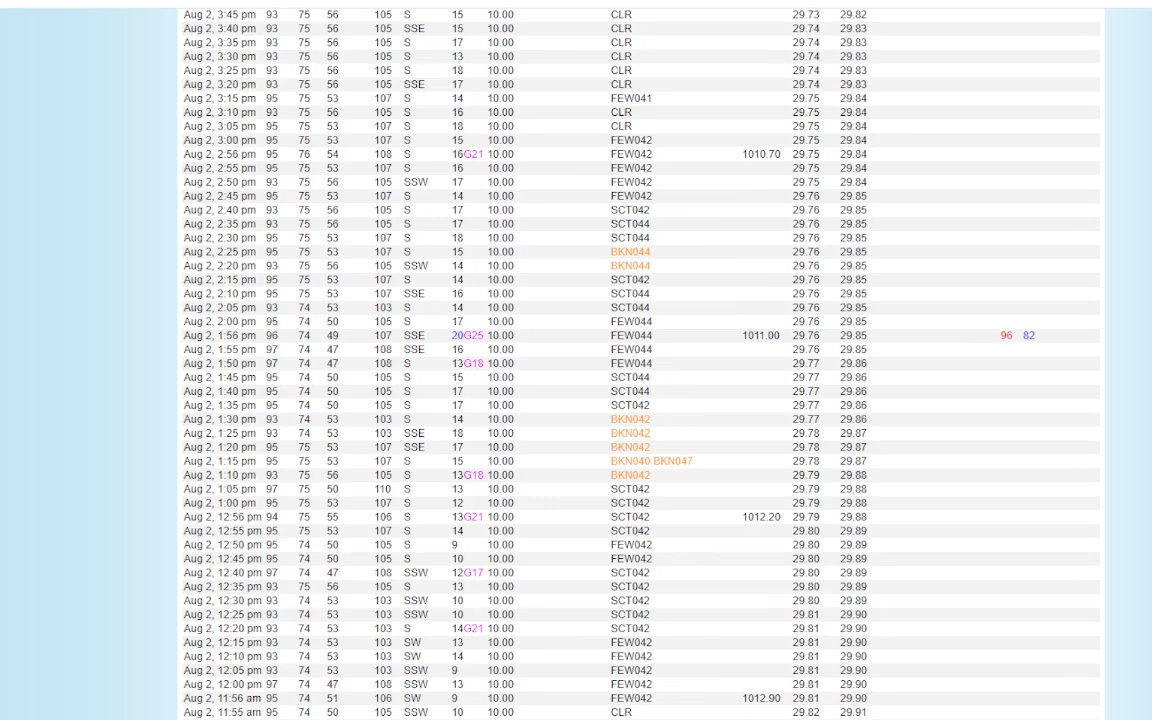 Aug 2, 3:45 pm 93 75 56 105 S 15 10.00 CLR 29.73 29.82
Aug 2, 3:40 pm 93 75 56 105 SSE 15 10.00 CLR 29.74 29.83
Aug 2, 3:35 pm 93 75 56 105 S 17 10.00 CLR 29.74 29.83
Aug 2, 3:30 pm 93 75 56 105 S 13 10.00 CLR 29.74 29.83
Aug 2, 3:25 pm 93 75 56 105 S 18 10.00 CLR 29.74 29.83
Aug 2, 3:20 pm 93 75 56 105 SSE 17 10.00 CLR 29.74 29.83
Aug 2, 3:15 pm 95 75 53 107 S 14 10.00 FEW041 29.75 29.84
Aug 2, 3:10 pm 93 75 56 105 S 16 10.00 CLR 29.75 29.84
Aug 2, 3:05 pm 95 75 53 107 S 18 10.00 CLR 29.75 29.84
Aug 2, 3:00 pm 95 75 53 107 S 15 10.00 FEW042 29.75 29.84
Aug 2, 2:56 pm 95 76 54 108 S 16G21 10.00 FEW042 1010.70 29.75 29.84
Aug 2, 2:55 pm 95 75 53 107 S 16 10.00 FEW042 29.75 29.84
Aug 2, 2:50 pm 93 75 56 105 SSW 17 10.00 FEW042 29.75 29.84
Aug 2, 2:45 pm 95 75 53 107 S 14 10.00 FEW042 29.76 29.85
Aug 2, 2:40 pm 93 75 56 105 S 17 10.00 SCT042 29.76 29.85
Aug 2, 2:35 pm 93 75 56 105 S 17 10.00 SCT044 29.76 29.85
Aug 2, 2:30 pm 95 75 53 107 S 18 10.00 SCT044 29.76 29.85
Aug 2, 2:25 pm 95 75 53 107 S 15 10.00 BKN044 29.76 29.85
Aug 2, 2:20 pm 93 75 56 105 SSW 14 10.00 BKN044 29.76 29.85
Aug 2, 2:15 pm 95 75 53 107 S 14 10.00 SCT042 29.76 29.85
Aug 2, 2:10 pm 95 75 53 107 SSE 16 10.00 SCT044 29.76 29.85
Aug 2, 2:05 pm 93 74 53 103 S 14 10.00 SCT044 29.76 29.85
Aug 2, 2:00 pm 95 74 50 105 S 17 10.00 FEW044 29.76 29.85
Aug 2, 1:56 pm 96 74 49 107 SSE 20G25 10.00 FEW044 1011.00 29.76 29.85 96 82
Aug 2, 1:55 pm 97 74 47 108 SSE 16 10.00 FEW044 29.76 29.85
Aug 2, 1:50 pm 97 74 47 108 S 13G18 10.00 FEW044 29.77 29.86
Aug 2, 1:45 pm 95 74 50 105 S 15 10.00 SCT044 29.77 29.86
Aug 2, 1:40 pm 95 74 50 105 S 17 10.00 SCT044 29.77 29.86
Aug 2, 1:35 pm 95 74 50 105 S 17 10.00 SCT042 29.77 29.86
Aug 2, 1:30 pm 93 74 53 103 S 14 10.00 BKN042 29.77 29.86
Aug 2, 1:25 pm 93 74 53 103 SSE 18 10.00 BKN042 29.78 29.87
Aug 2, 1:20 pm 95 75 53 107 SSE 17 10.00 BKN042 29.78 29.87
Aug 2, 1:15 pm 95 75 53 107 S 15 10.00 BKN040 BKN047 29.78 29.87
Aug 2, 1:10 pm 93 75 56 105 S 13G18 10.00 BKN042 29.79 29.88
Aug 2, 1:05 pm 97 75 50 110 S 13 10.00 SCT042 29.79 29.88
Aug 2, 1:00 pm 95 75 53 107 S 12 10.00 SCT042 29.79 29.88
Aug 2, 12:56 pm 94 75 55 106 S 13G21 10.00 SCT042 1012.20 29.79 29.88
Aug 2, 12:55 pm 95 75 53 107 S 14 10.00 SCT042 29.80 29.89
Aug 2, 12:50 pm 95 74 50 105 S 9 10.00 FEW042 29.80 29.89
Aug 2, 12:45 pm 95 74 50 105 S 10 10.00 FEW042 29.80 29.89
Aug 2, 12:40 pm 97 74 47 108 SSW 12G17 10.00 SCT042 29.80 29.89
Aug 2, 12:35 pm 93 75 56 105 S 13 10.00 SCT042 29.80 29.89
Aug 2, 12:30 pm 93 74 53 103 SSW 10 10.00 SCT042 29.80 29.89
Aug 2, 12:25 pm 93 74 53 103 SSW 10 10.00 SCT042 29.81 29.90
Aug 2, 12:20 pm 93 74 53 103 S 14G21 10.00 SCT042 29.81 29.90
Aug 2, 12:15 pm 93 74 53 103 SW 13 10.00 FEW042 29.81 29.90
Aug 2, 12:10 pm 93 74 53 103 SW 14 10.00 FEW042 29.81 29.90
Aug 2, 12:05 pm 93 74 53 103 SSW 9 10.00 FEW042 29.81 29.90
Aug 2, 12:00 pm 97 74 47 108 SSW 13 10.00 FEW042 29.81 29.90
Aug 2, 11:56 am 95 74 51 106 SW 9 10.00 FEW042 1012.90 29.81 29.90
Aug 2, 11:55 am 95 74 50 105 SSW 10 10.00 CLR 29.82 29.91